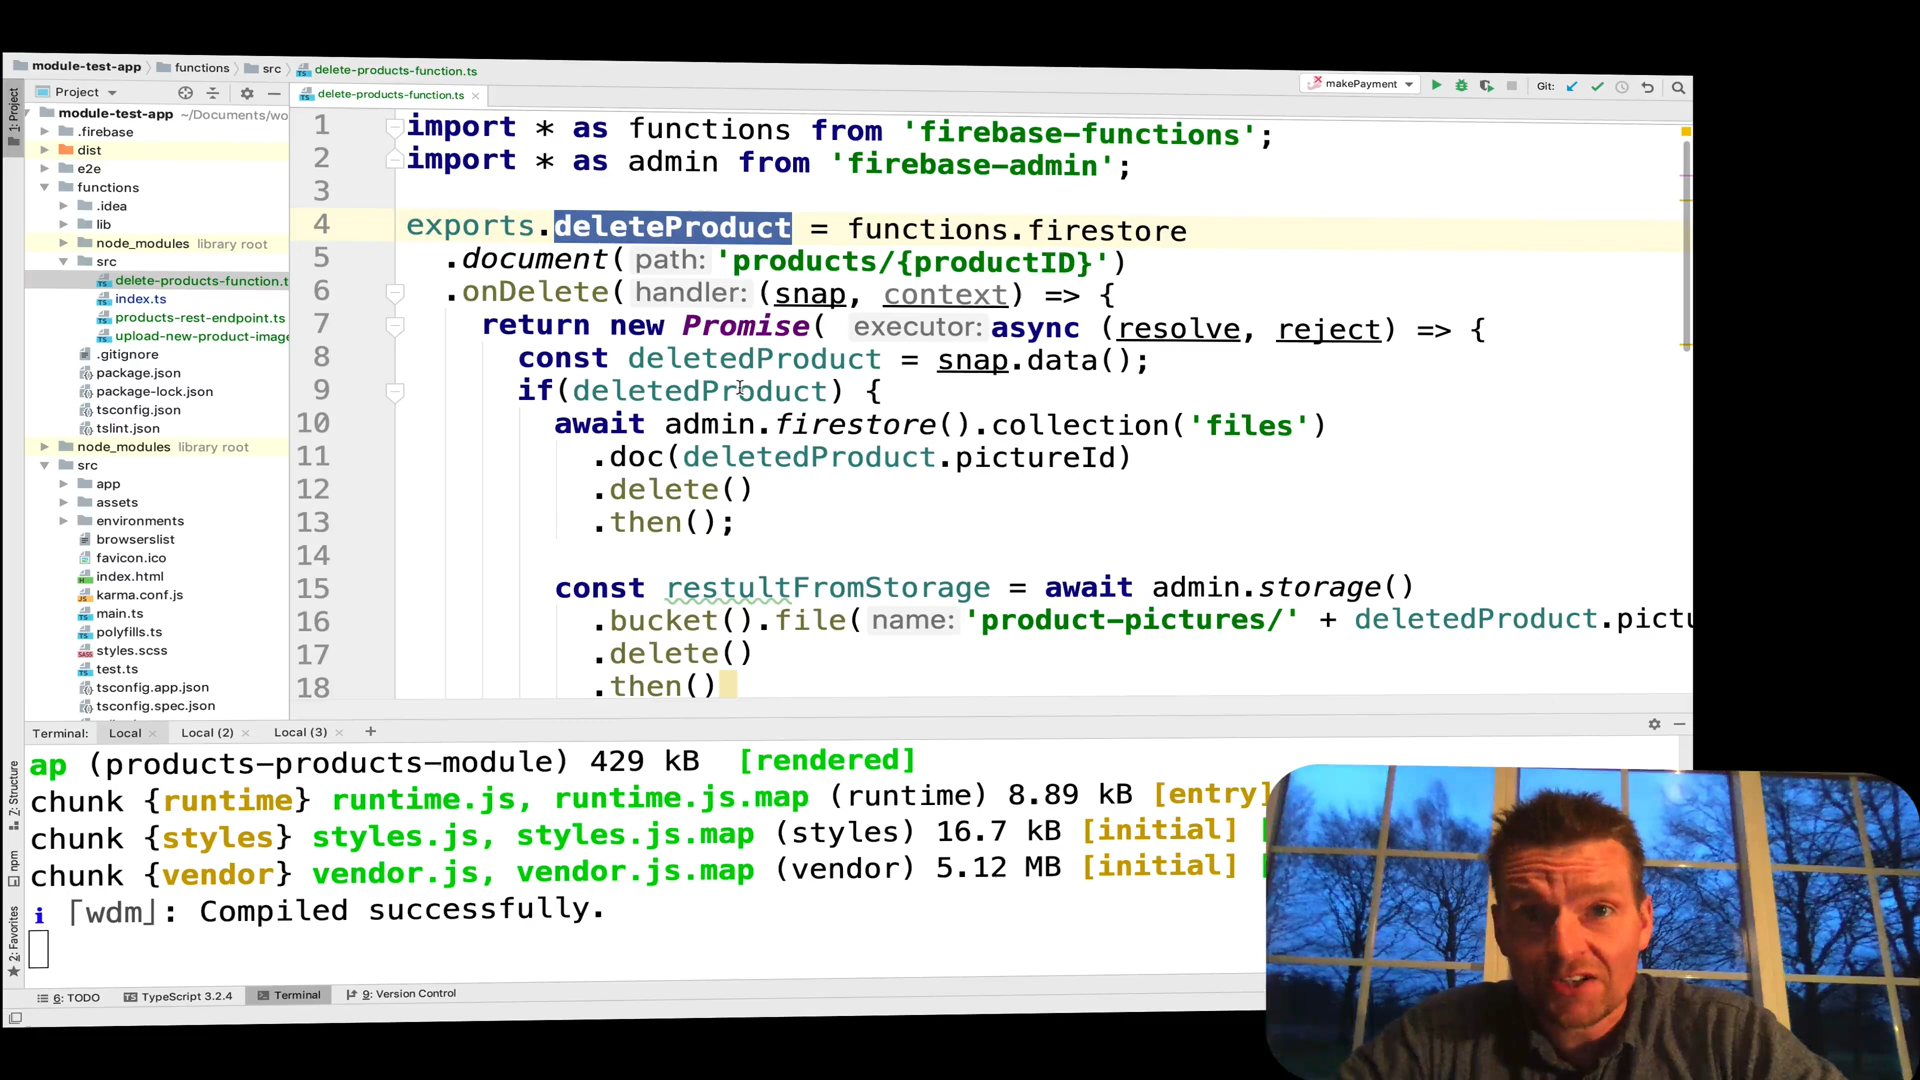 module-test-app functions src delete-products-function.ts makePayment Git:
Project delete-products-function.ts
1: Project
module-test-app ~/Documents/wo
.firebase
dist
e2e
functions
.idea
lib
node_modules library root
src
delete-products-function.t
index.ts
products-rest-endpoint.ts
upload-new-product-image
.gitignore
package.json
package-lock.json
tsconfig.json
tslint.json
node_modules library root
src
app
assets
environments
browserslist
favicon.ico
index.html
karma.conf.js
main.ts
polyfills.ts
styles.scss
test.ts
tsconfig.app.json
tsconfig.spec.json
1 import * as functions from 'firebase-functions';
2 import * as admin from 'firebase-admin';
3
4 exports.deleteProduct = functions.firestore
5 .document( path: 'products/{productID}')
6 .onDelete( handler: (snap, context) => {
7 return new Promise( executor: async (resolve, reject) => {
8 const deletedProduct = snap.data();
9 if(deletedProduct) {
10 await admin.firestore().collection('files')
11 .doc(deletedProduct.pictureId)
12 .delete()
13 .then();
14
15 const restultFromStorage = await admin.storage()
16 .bucket().file( name: 'product-pictures/' + deletedProduct.pictu
17 .delete()
18 .then()
Terminal: Local Local (2) Local (3) +
ap (products-products-module) 429 kB [rendered]
chunk {runtime} runtime.js, runtime.js.map (runtime) 8.89 kB [entry]
chunk {styles} styles.js, styles.js.map (styles) 16.7 kB [initial]
chunk {vendor} vendor.js, vendor.js.map (vendor) 5.12 MB [initial]
i ｢wdm｣: Compiled successfully.
7: Structure
npm
2: Favorites
6: TODO TypeScript 3.2.4 Terminal 9: Version Control